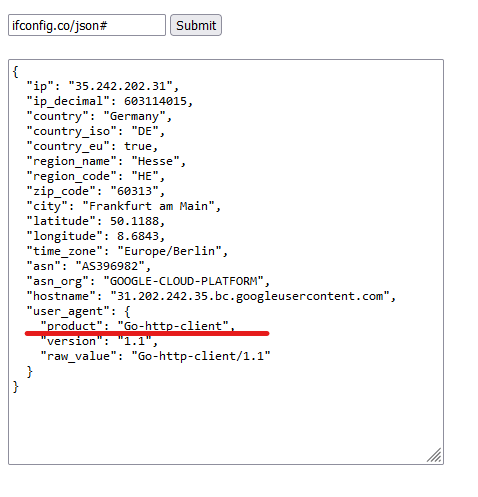 ifconfig.co/json#
Submit
{
  "ip": "35.242.202.31",
  "ip_decimal": 603114015,
  "country": "Germany",
  "country_iso": "DE",
  "country_eu": true,
  "region_name": "Hesse",
  "region_code": "HE",
  "zip_code": "60313",
  "city": "Frankfurt am Main",
  "latitude": 50.1188,
  "longitude": 8.6843,
  "time_zone": "Europe/Berlin",
  "asn": "AS396982",
  "asn_org": "GOOGLE-CLOUD-PLATFORM",
  "hostname": "31.202.242.35.bc.googleusercontent.com",
  "user_agent": {
    "product": "Go-http-client",
    "version": "1.1",
    "raw_value": "Go-http-client/1.1"
  }
}